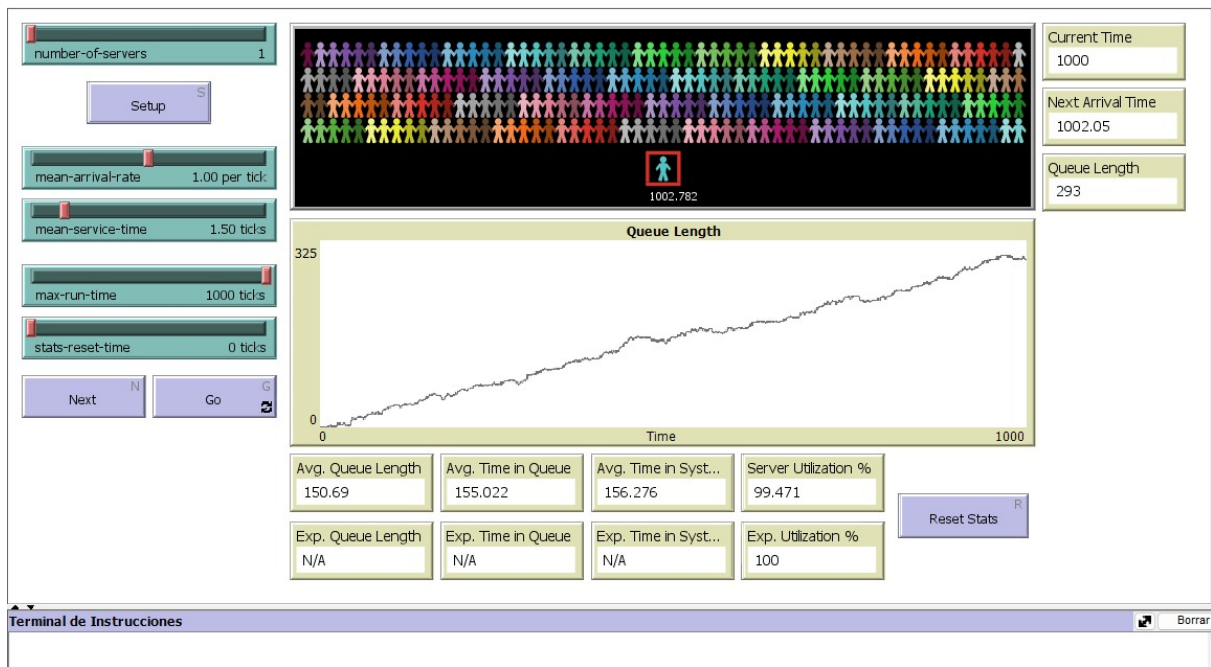 number-of-servers 1
Setup S
mean-arrival-rate 1.00 per tick
mean-service-time 1.50 ticks
max-run-time 1000 ticks
stats-reset-time 0 ticks
Next N
Go G
1002.782
Current Time
1000
Next Arrival Time
1002.05
Queue Length
293
Queue Length
325
0
0 Time 1000
Avg. Queue Length
150.69
Avg. Time in Queue
155.022
Avg. Time in Syst...
156.276
Server Utilization %
99.471
Exp. Queue Length
N/A
Exp. Time in Queue
N/A
Exp. Time in Syst...
N/A
Exp. Utilization %
100
Reset Stats R
Terminal de Instrucciones Borrar